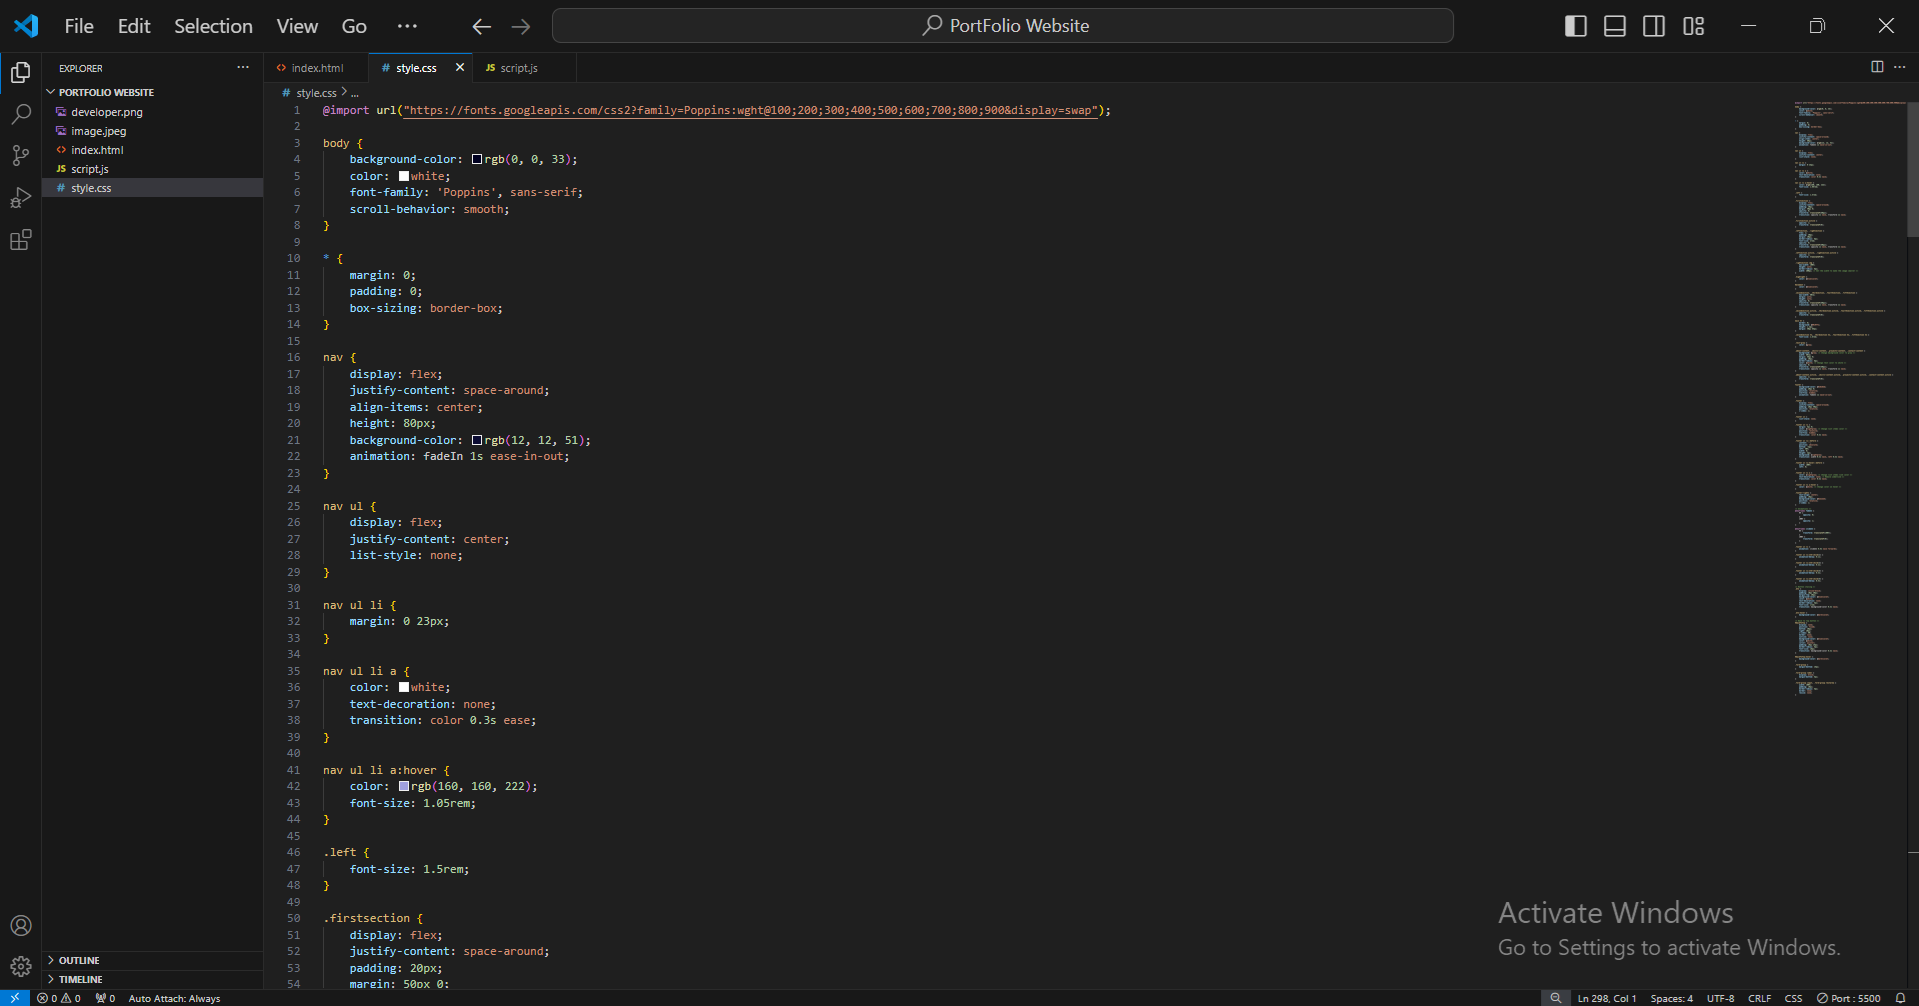 File Edit Selection View Go ··· PortFolio Website
EXPLORER ···
PORTFOLIO WEBSITE
developer.png
image.jpeg
index.html
JS script.js
# style.css
OUTLINE
TIMELINE
index.html # style.css JS script.js
# style.css > ...
1 @import url("https://fonts.googleapis.com/css2?family=Poppins:wght@100;200;300;400;500;600;700;800;900&display=swap");
2
3 body {
4 background-color: rgb(0, 0, 33);
5 color: white;
6 font-family: 'Poppins', sans-serif;
7 scroll-behavior: smooth;
8 }
9
10 * {
11 margin: 0;
12 padding: 0;
13 box-sizing: border-box;
14 }
15
16 nav {
17 display: flex;
18 justify-content: space-around;
19 align-items: center;
20 height: 80px;
21 background-color: rgb(12, 12, 51);
22 animation: fadeIn 1s ease-in-out;
23 }
24
25 nav ul {
26 display: flex;
27 justify-content: center;
28 list-style: none;
29 }
30
31 nav ul li {
32 margin: 0 23px;
33 }
34
35 nav ul li a {
36 color: white;
37 text-decoration: none;
38 transition: color 0.3s ease;
39 }
40
41 nav ul li a:hover {
42 color: rgb(160, 160, 222);
43 font-size: 1.05rem;
44 }
45
46 .left {
47 font-size: 1.5rem;
48 }
49
50 .firstsection {
51 display: flex;
52 justify-content: space-around;
53 padding: 20px;
54 margin: 50px 0;
Activate Windows
Go to Settings to activate Windows.
0 0 0 Auto Attach: Always Ln 298, Col 1 Spaces: 4 UTF-8 CRLF CSS Port : 5500